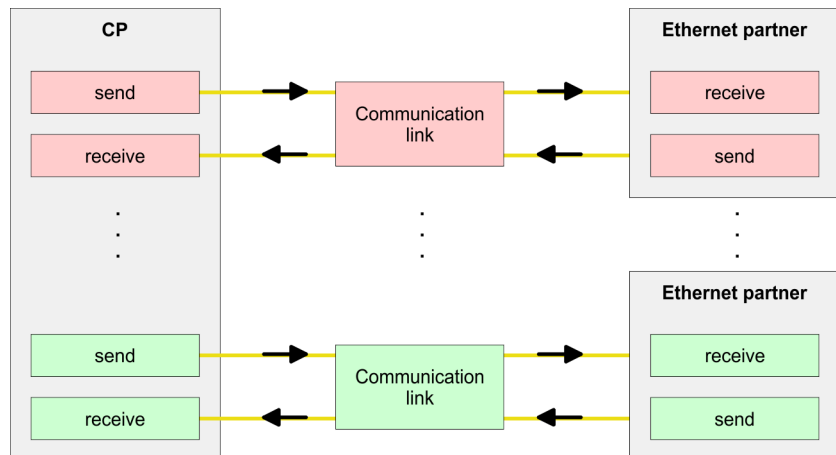 CP
Ethernet partner
send
receive
Communication
link
receive
send
Ethernet partner
send
receive
Communication
link
receive
send